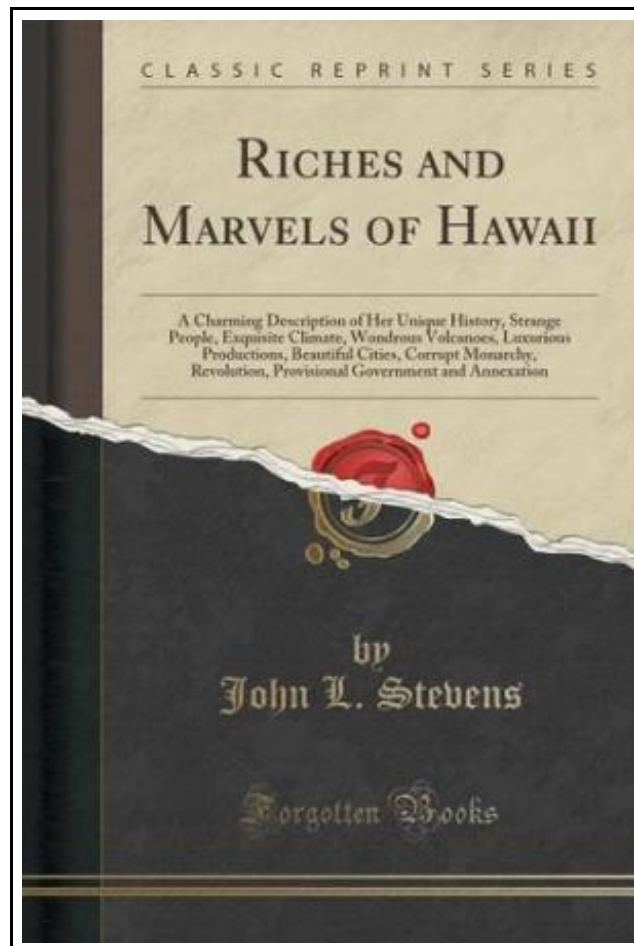 CLASSIC REPRINT SERIES
RICHES AND
MARVELS OF HAWAII
A Charming Description of Her Unique History, Strange
People, Exquisite Climate, Wondrous Volcanoes, Luxurious
Productions, Beautiful Cities, Corrupt Monarchy,
Revolution, Provisional Government and Annexation
by
John L. Stevens
Forgotten Books